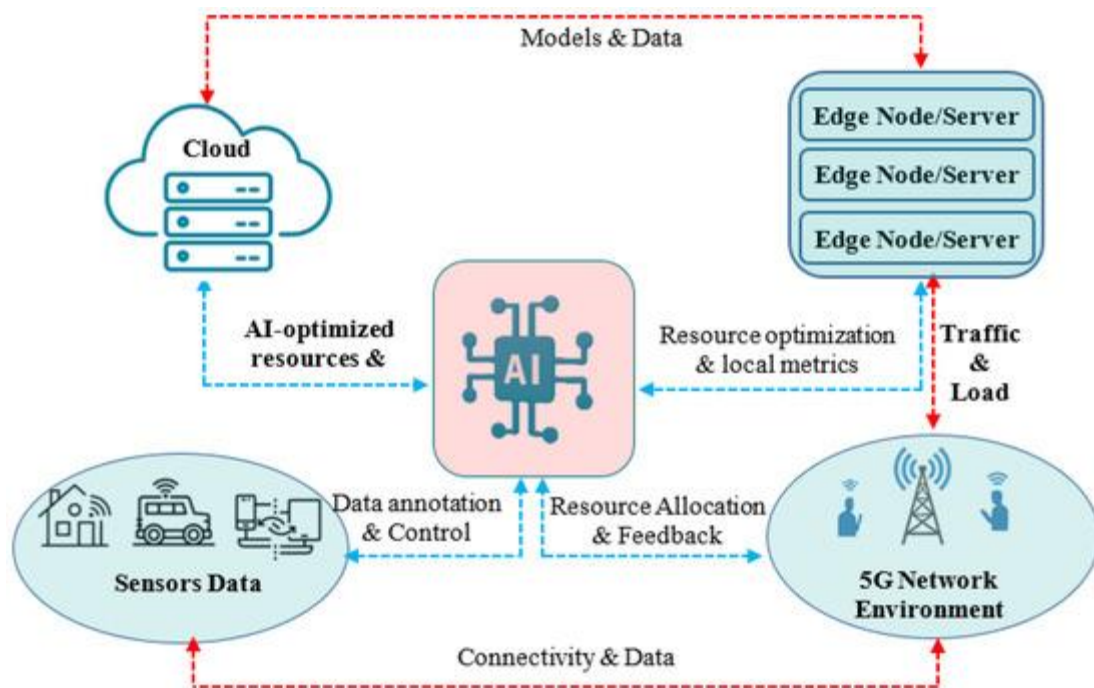 Models & Data
Cloud
Edge Node/Server
Edge Node/Server
Edge Node/Server
AI-optimized
resources &
AI
Resource optimization
& local metrics
Traffic
&
Load
Data annotation
& Control
Resource Allocation
& Feedback
Sensors Data
5G Network
Environment
Connectivity & Data